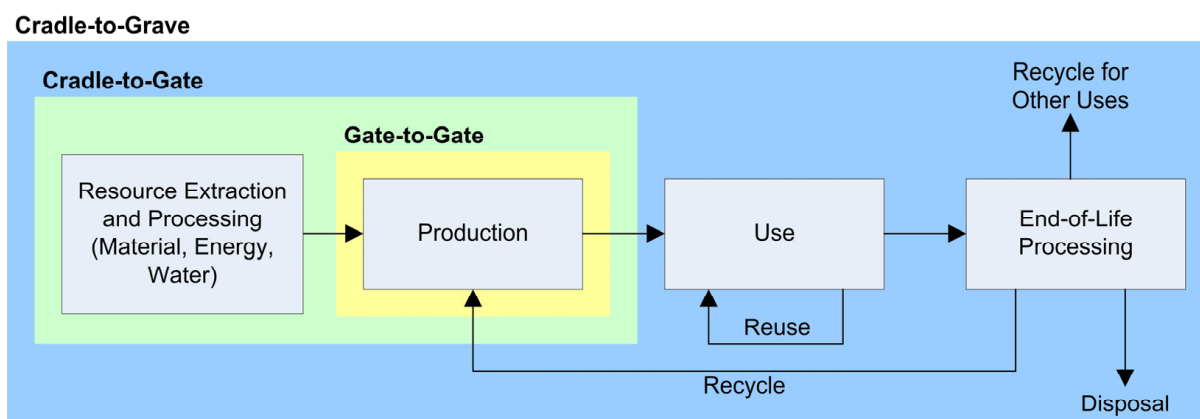 Cradle-to-Grave
Cradle-to-Gate
Gate-to-Gate
Resource Extraction
and Processing
(Material, Energy,
Water)
Production
Use
End-of-Life
Processing
Recycle for
Other Uses
Reuse
Recycle
Disposal